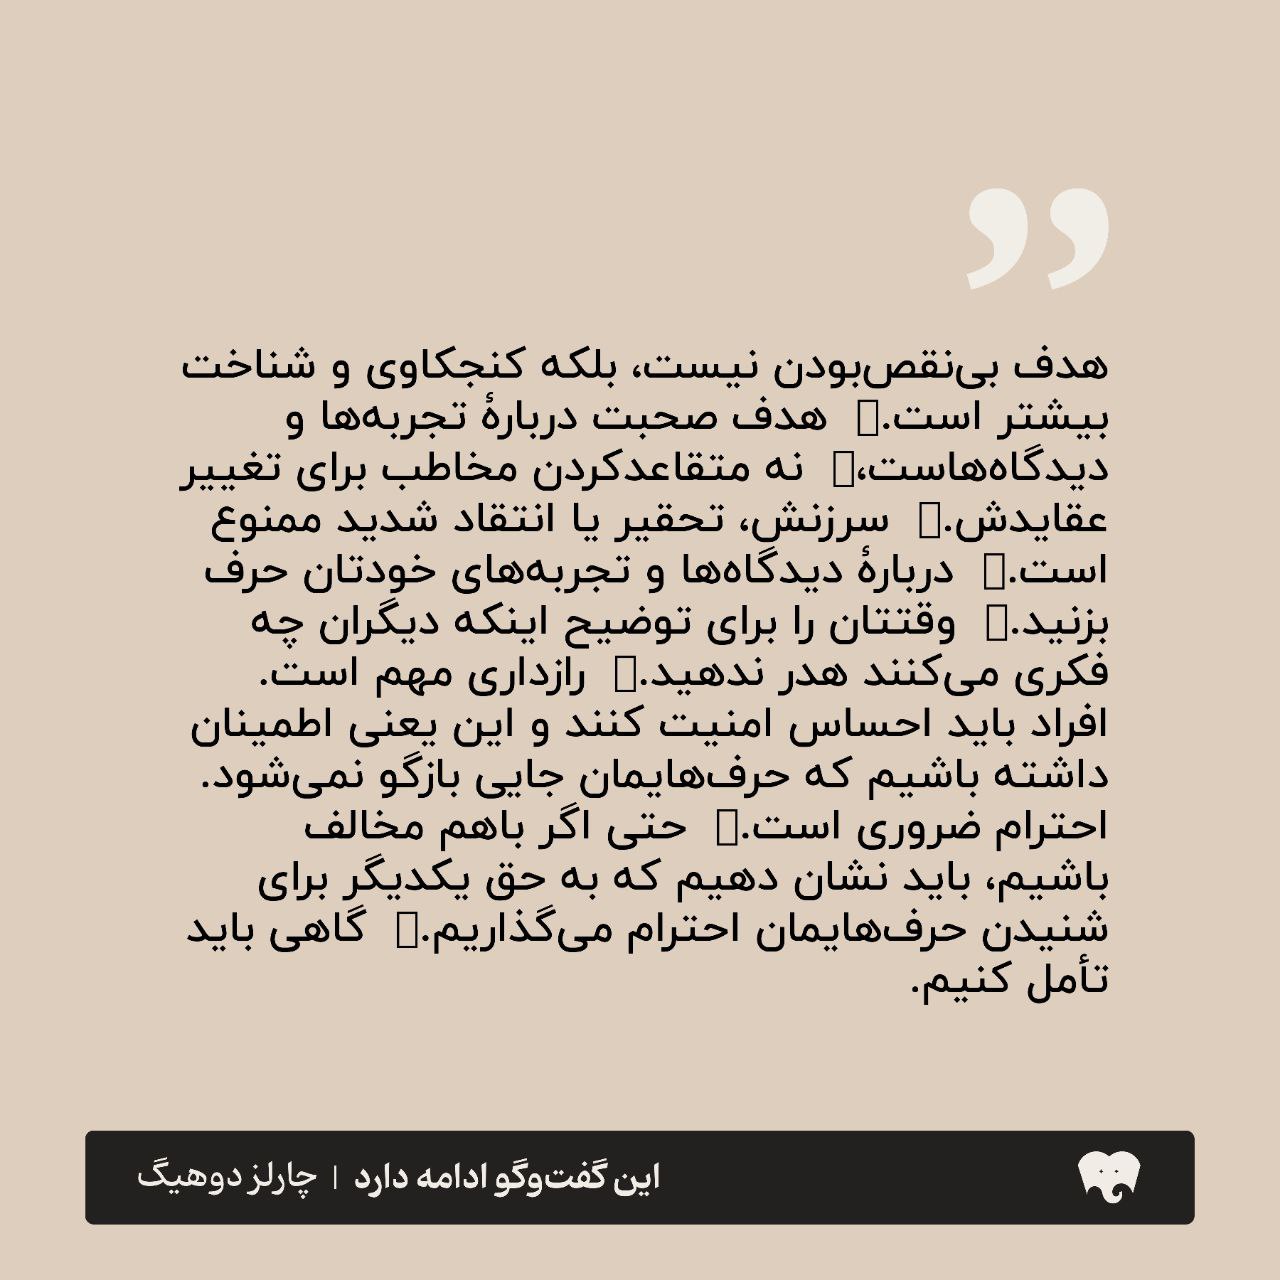 ”
هدف بی‌نقص‌بودن نیست، بلکه کنجکاوی و شناخت
بیشتر است.▯ هدف صحبت دربارهٔ تجربه‌ها و
دیدگاه‌هاست،▯ نه متقاعدکردن مخاطب برای تغییر
عقایدش.▯ سرزنش، تحقیر یا انتقاد شدید ممنوع
است.▯ دربارهٔ دیدگاه‌ها و تجربه‌های خودتان حرف
بزنید.▯ وقتتان را برای توضیح اینکه دیگران چه
فکری می‌کنند هدر ندهید.▯ رازداری مهم است.
افراد باید احساس امنیت کنند و این یعنی اطمینان
داشته باشیم که حرف‌هایمان جایی بازگو نمی‌شود.
احترام ضروری است.▯ حتی اگر باهم مخالف
باشیم، باید نشان دهیم که به حق یکدیگر برای
شنیدن حرف‌هایمان احترام می‌گذاریم.▯ گاهی باید
تأمل کنیم.
این گفت‌وگو ادامه دارد | چارلز دوهیگ